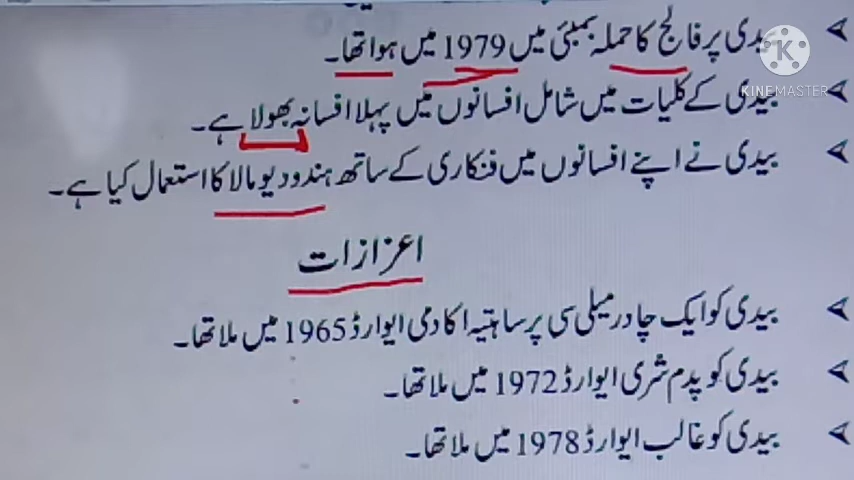 بیدی پر فالج کا حملہ بمبئی میں 1979 میں ہوا تھا۔
KINEMASTER
بیدی کے کلیات میں شامل افسانوں میں پہلا افسانہ بھولا ہے۔
بیدی نے اپنے افسانوں میں فنکاری کے ساتھ ہندو دیو مالا کا استعمال کیا ہے۔
اعزازات
بیدی کو ایک چادر میلی سی پر ساہتیہ اکادمی ایوارڈ 1965 میں ملا تھا۔
بیدی کو پدم شری ایوارڈ 1972 میں ملا تھا۔
بیدی کو غالب ایوارڈ 1978 میں ملا تھا۔